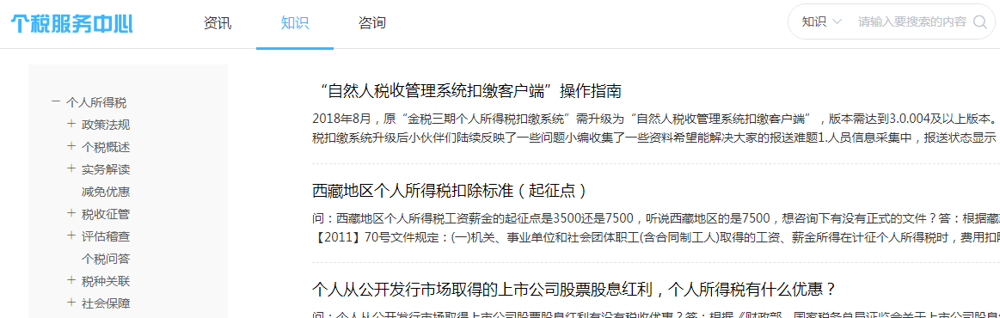 个税服务中心
资讯
知识
咨询
知识
请输入要搜索的内容
个人所得税
政策法规
个税概述
实务解读
减免优惠
税收征管
评估稽查
个税问答
税种关联
社会保障
“自然人税收管理系统扣缴客户端”操作指南
2018年8月，原“金税三期个人所得税扣缴系统”需升级为“自然人税收管理系统扣缴客户端”，版本需达到3.0.004及以上版本。
税扣缴系统升级后小伙伴们陆续反映了一些问题小编收集了一些资料希望能解决大家的报送难题1.人员信息采集中，报送状态显示
西藏地区个人所得税扣除标准（起征点）
问：西藏地区个人所得税工资薪金的起征点是3500还是7500，听说西藏地区的是7500，想咨询下有没有正式的文件？答：根据藏
【2011】70号文件规定：(一)机关、事业单位和社会团体职工(含合同制工人)取得的工资、薪金所得在计征个人所得税时，费用扣
个人从公开发行市场取得的上市公司股票股息红利，个人所得税有什么优惠？
问：个人从公开发行市场取得上市公司股票股息红利有没有税收优惠？答：根据《财政部、国家税务总局证监会关于上市公司股息